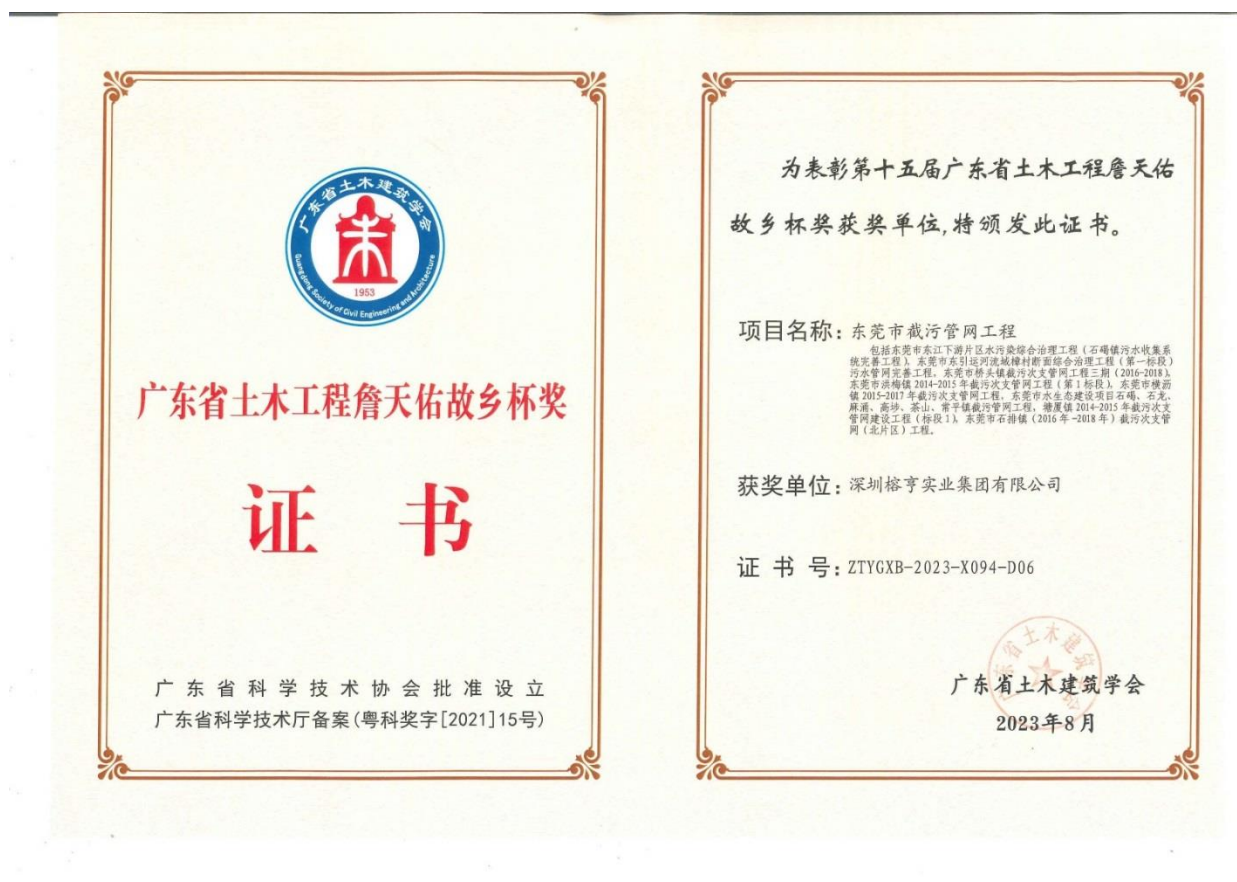 广东省土木建筑学会
1953
Guangdong Society of Civil Engineering and Architecture
广东省土木工程詹天佑故乡杯奖
证 书
广东省科学技术协会批准设立
广东省科学技术厅备案(粤科奖字[2021]15号)
为表彰第十五届广东省土木工程詹天佑
故乡杯奖获奖单位,特颁发此证书。
项目名称:东莞市截污管网工程
包括东莞市东江下游片区水污染综合治理工程(石碣镇污水收集系
统完善工程)、东莞市东引运河流域樟村断面综合治理工程(第一标段)
污水管网完善工程、东莞市桥头镇截污次支管网工程三期(2016-2018)、
东莞市洪梅镇2014-2015年截污次支管网工程(第1标段)、东莞市横沥
镇2015-2017年截污次支管网工程、东莞市水生态建设项目石碣、石龙、
麻涌、高埗、茶山、常平镇截污管网工程、塘厦镇2014-2015年截污次支
管网建设工程(标段1)、东莞市石排镇(2016年-2018年)截污次支管
网(北片区)工程。
获奖单位:深圳榕亨实业集团有限公司
证 书 号:ZTYGXB-2023-X094-D06
广东省土木建筑学会
广东省土木建筑学会
2023年8月